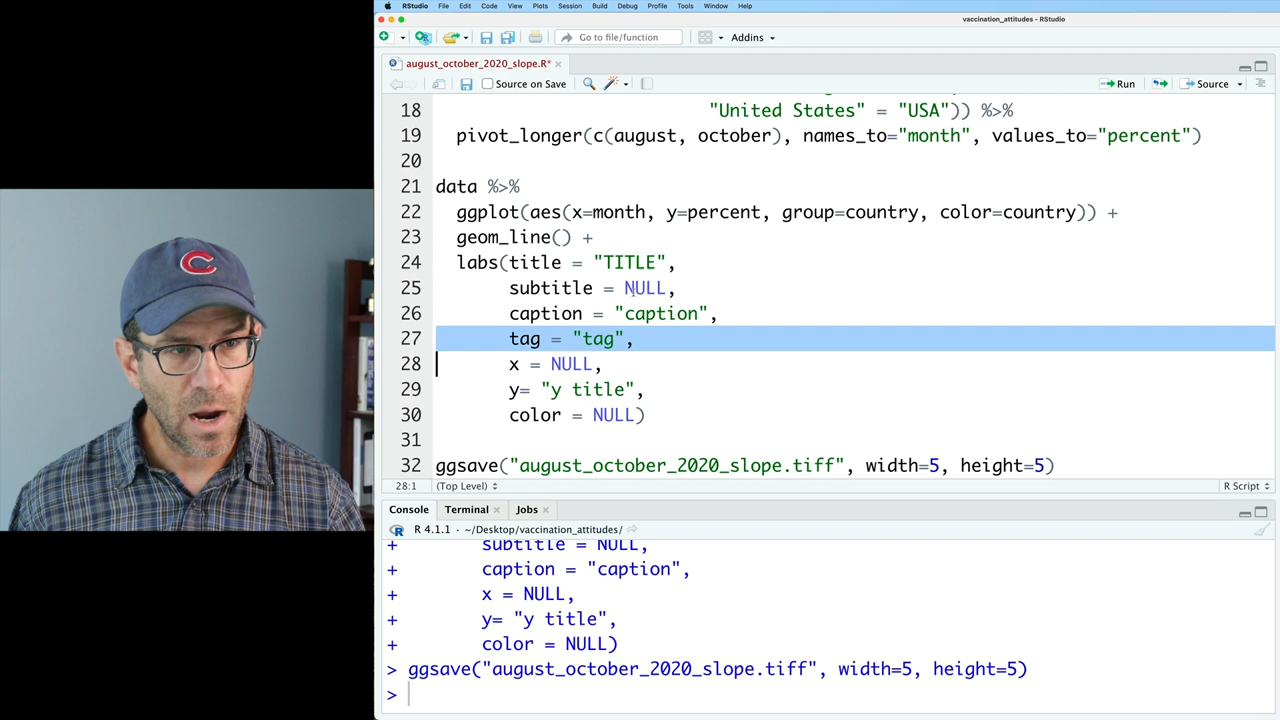 RStudio File Edit Code View Plots Session Build Debug Profile Tools Window Help
vaccination_attitudes - RStudio
Go to file/function Addins
august_october_2020_slope.R*
Source on Save Run Source
18 "United States" = "USA")) %>%
19 pivot_longer(c(august, october), names_to="month", values_to="percent")
20
21 data %>%
22 ggplot(aes(x=month, y=percent, group=country, color=country)) +
23 geom_line() +
24 labs(title = "TITLE",
25 subtitle = NULL,
26 caption = "caption",
27 tag = "tag",
28 x = NULL,
29 y= "y title",
30 color = NULL)
31
32 ggsave("august_october_2020_slope.tiff", width=5, height=5)
28:1 (Top Level) R Script
Console Terminal Jobs
R 4.1.1 · ~/Desktop/vaccination_attitudes/
+ subtitle = NULL,
+ caption = "caption",
+ x = NULL,
+ y= "y title",
+ color = NULL)
> ggsave("august_october_2020_slope.tiff", width=5, height=5)
>
C